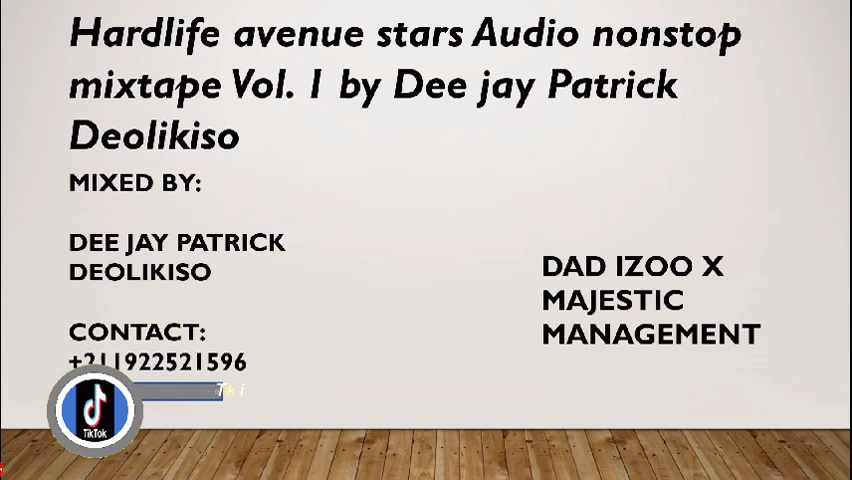 Hardlife avenue stars Audio nonstop
mixtape Vol. 1 by Dee jay Patrick
Deolikiso
MIXED BY:
DEE JAY PATRICK
DEOLIKISO
CONTACT:
+211922521596
DAD IZOO X
MAJESTIC
MANAGEMENT
TikTok